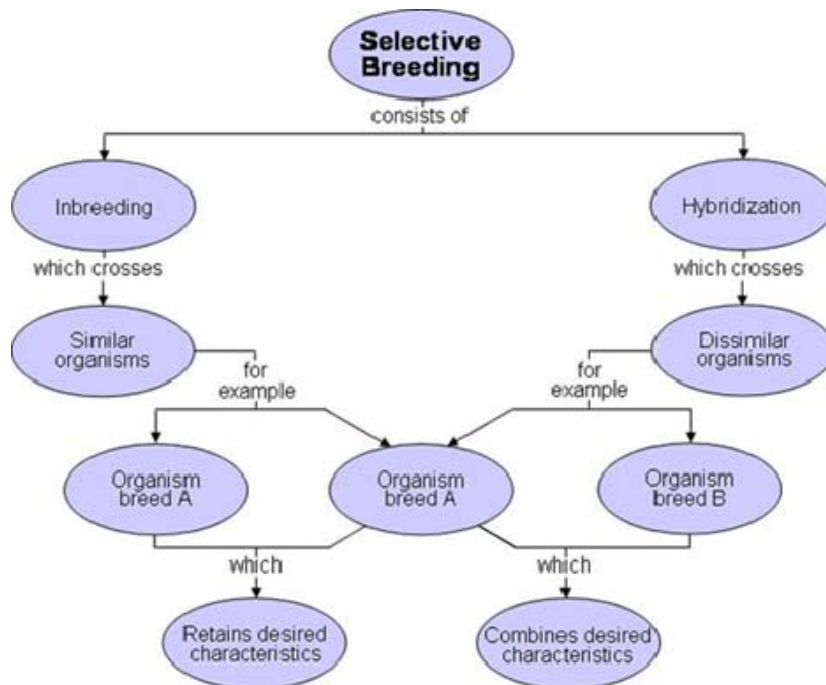 Selective
Breeding
consists of
Inbreeding
Hybridization
which crosses
which crosses
Similar
organisms
Dissimilar
organisms
for
example
for
example
Organism
breed A
Organism
breed A
Organism
breed B
which
which
Retains desired
characteristics
Combines desired
characteristics